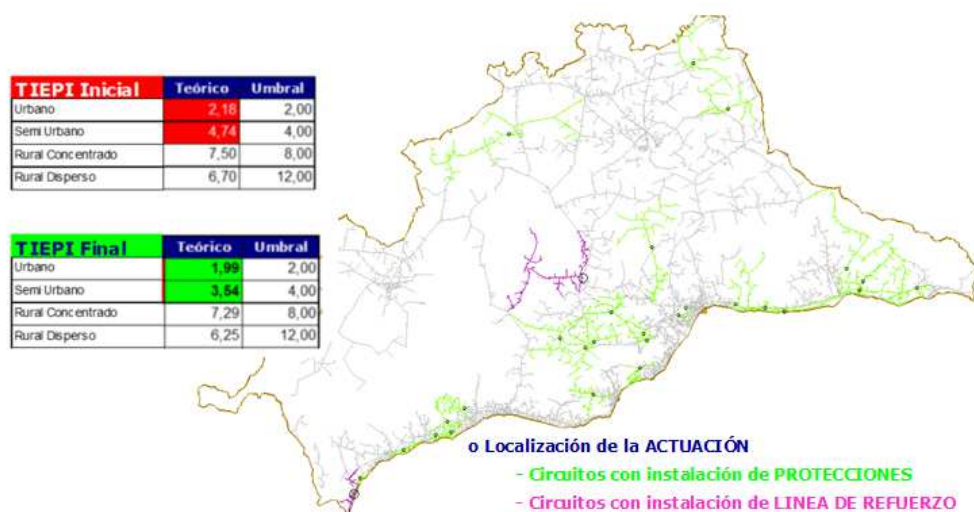 TIEPI Inicial Teórico Umbral
Urbano 2,18 2,00
Semi Urbano 4,74 4,00
Rural Concentrado 7,50 8,00
Rural Disperso 6,70 12,00
TIEPI Final Teórico Umbral
Urbano 1,99 2,00
Semi Urbano 3,54 4,00
Rural Concentrado 7,29 8,00
Rural Disperso 6,25 12,00
o Localización de la ACTUACIÓN
- Circuitos con instalación de PROTECCIONES
- Circuitos con instalación de LINEA DE REFUERZO